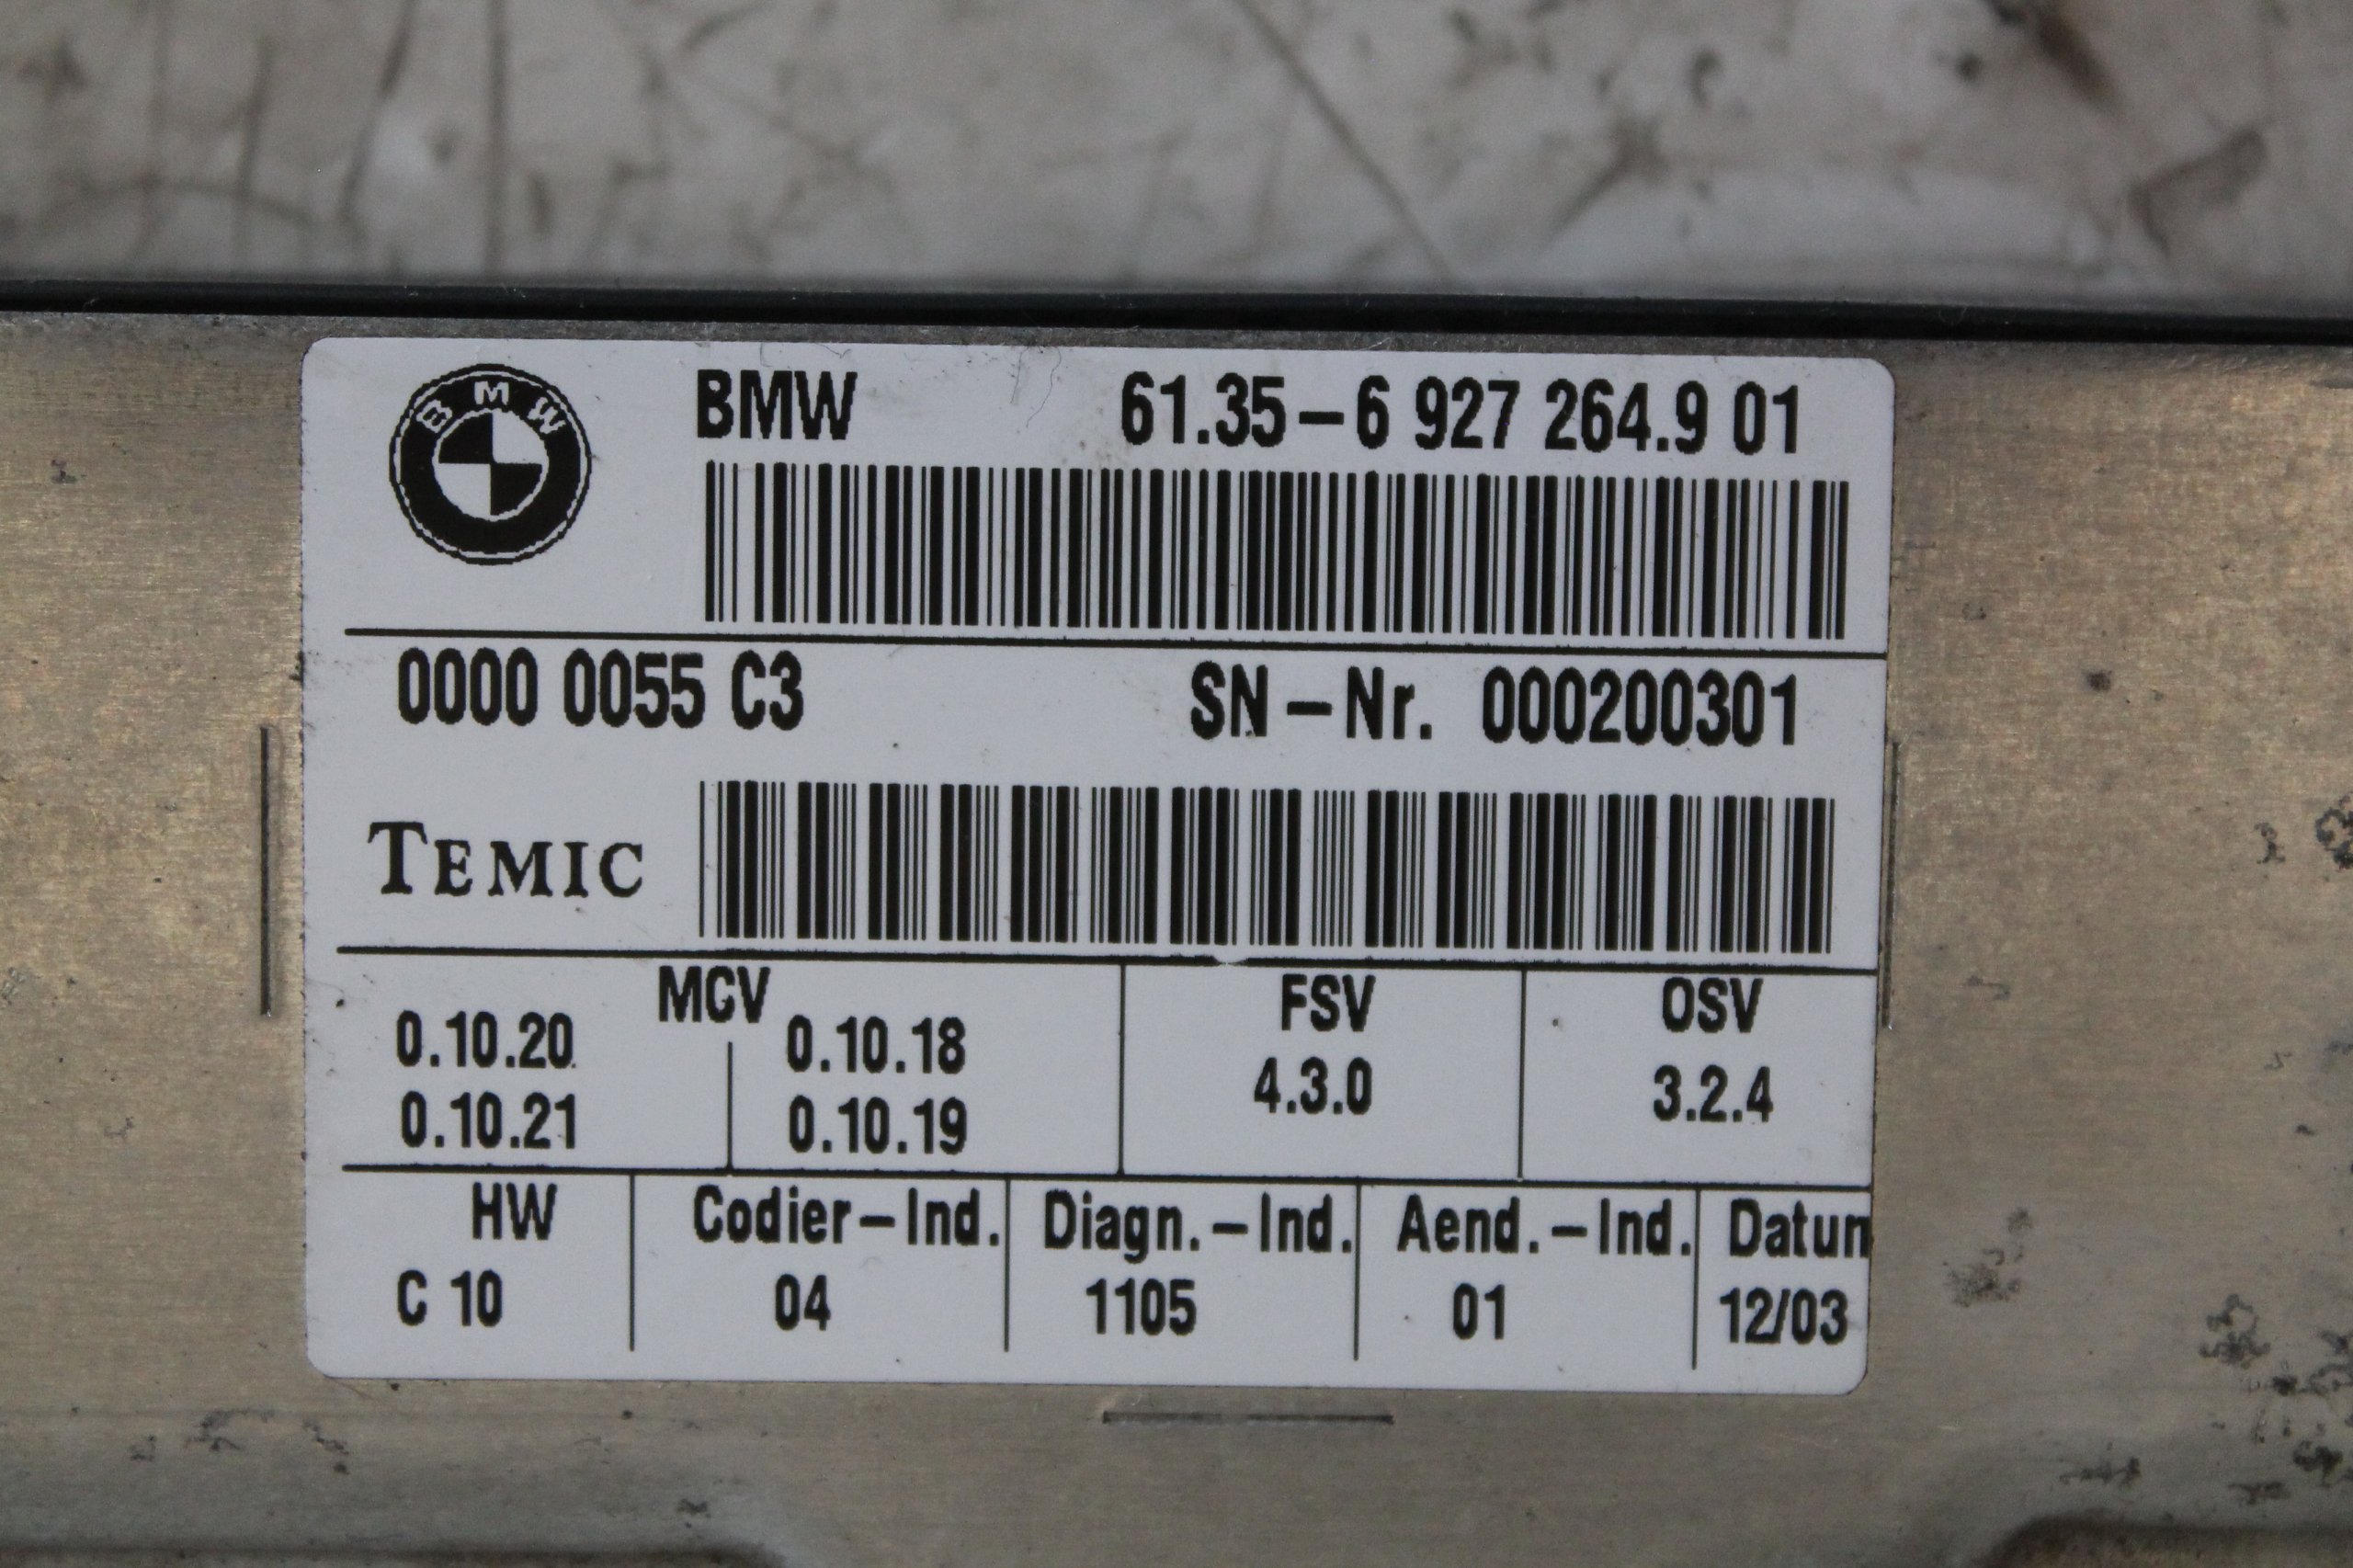 BMW
BMW 61.35-6 927 264.9 01
0000 0055 C3 SN-Nr. 000200301
TEMIC
MCV FSV OSV
0.10.20 0.10.18 4.3.0 3.2.4
0.10.21 0.10.19
HW Codier-Ind. Diagn.-Ind. Aend.-Ind. Datum
C 10 04 1105 01 12/03